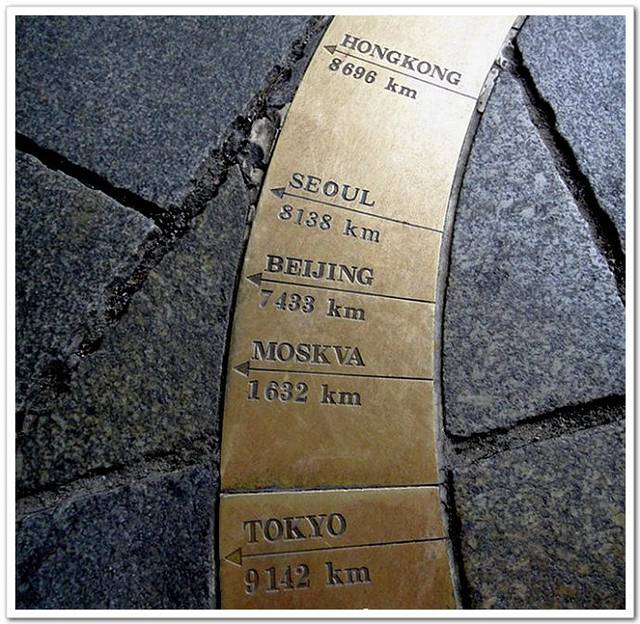 HONGKONG
8696 km
SEOUL
8138 km
BEIJING
7433 km
MOSKVA
1632 km
TOKYO
9142 km